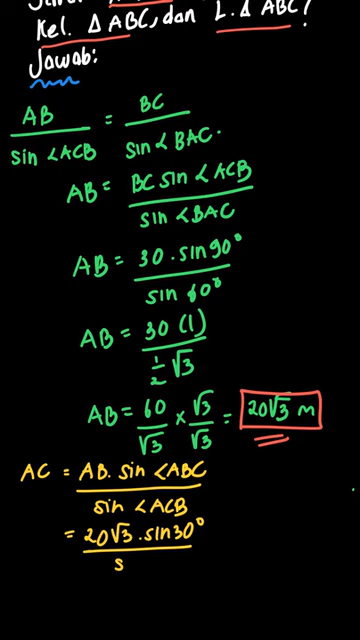 Kel. Δ ABC, dan L. Δ ABC?
Jawab:
AB / sin ∠ACB = BC / sin ∠BAC.
AB = BC sin ∠ACB / sin ∠BAC
AB = 30 . sin 90° / sin 60°
AB = 30 (1) / ½ √3
AB = 60 / √3 × √3 / √3 = 20√3 m
AC = AB. sin ∠ABC / sin ∠ACB
= 20√3 . sin 30° / s